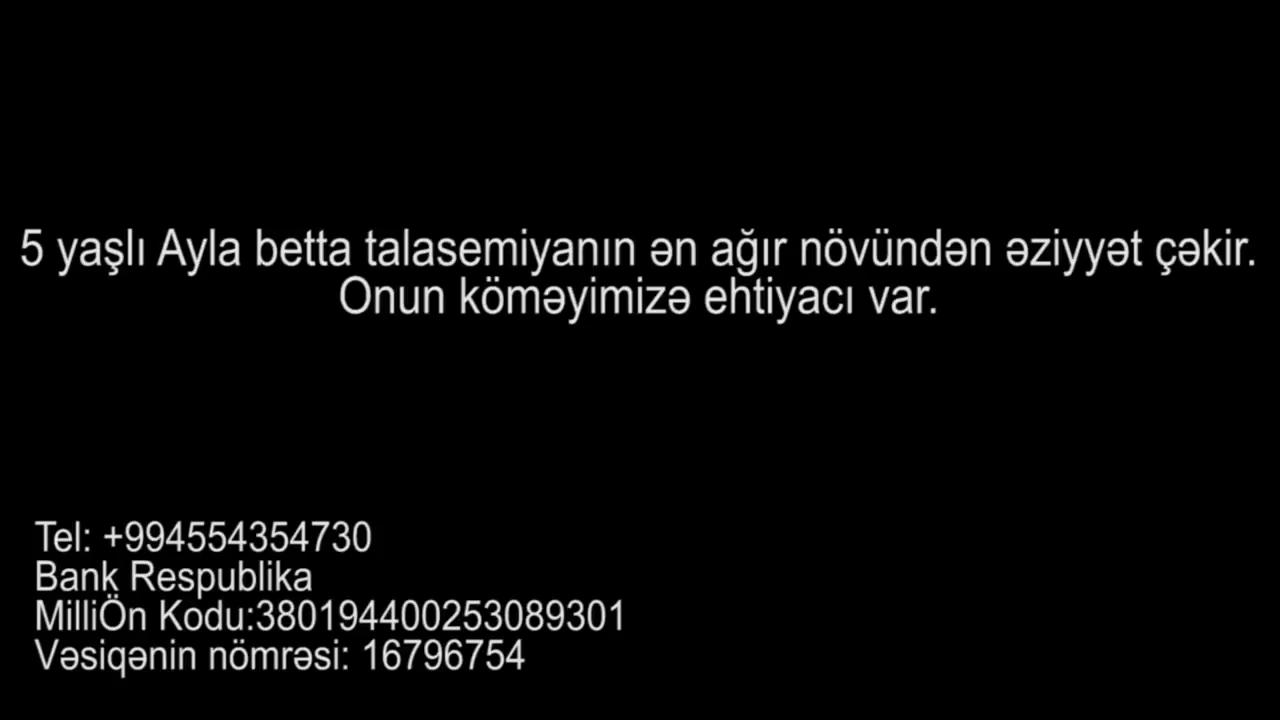 5 yaşlı Ayla betta talasemiyanın ən ağır növündən əziyyət çəkir.
Onun köməyimizə ehtiyacı var.
Tel: +994554354730
Bank Respublika
MilliÖn Kodu:380194400253089301
Vəsiqənin nömrəsi: 16796754